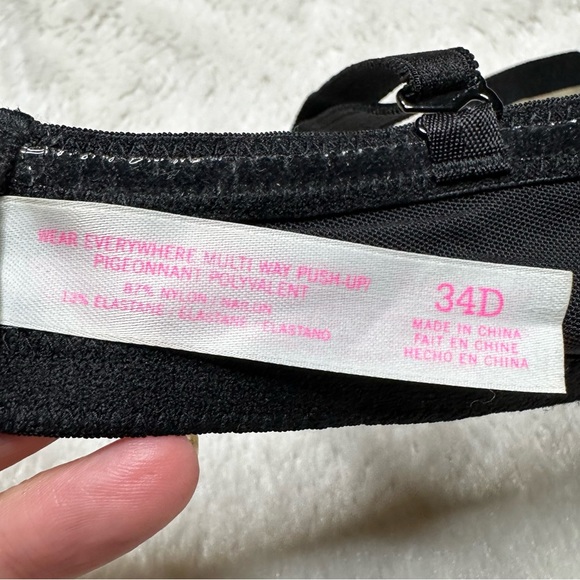 WEAR EVERYWHERE MULTI WAY PUSH-UP/
PIGEONNANT POLYVALENT
87% NYLON / NAILON
13% ELASTANE / ELASTANE / ELASTANO
34D
MADE IN CHINA
FAIT EN CHINE
HECHO EN CHINA